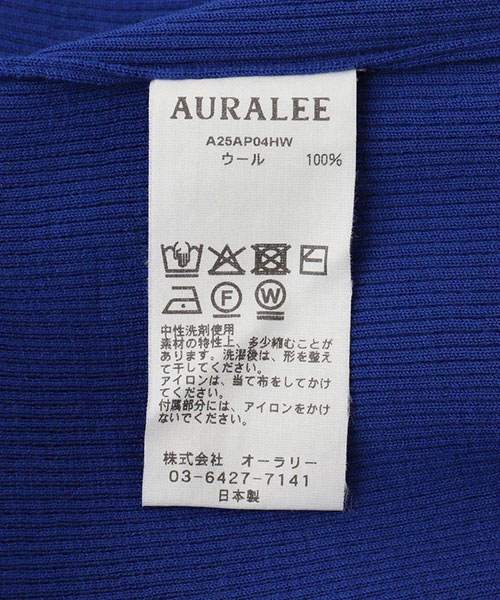 AURALEE
A25AP04HW
ウール 100%
F W
中性洗剤使用
素材の特性上、多少縮むことが
あります。洗濯後は、形を整え
て干してください。
アイロンは、当て布をしてかけ
てください。
付属部分には、アイロンをかけ
ないでください。
株式会社 オーラリー
03-6427-7141
日本製